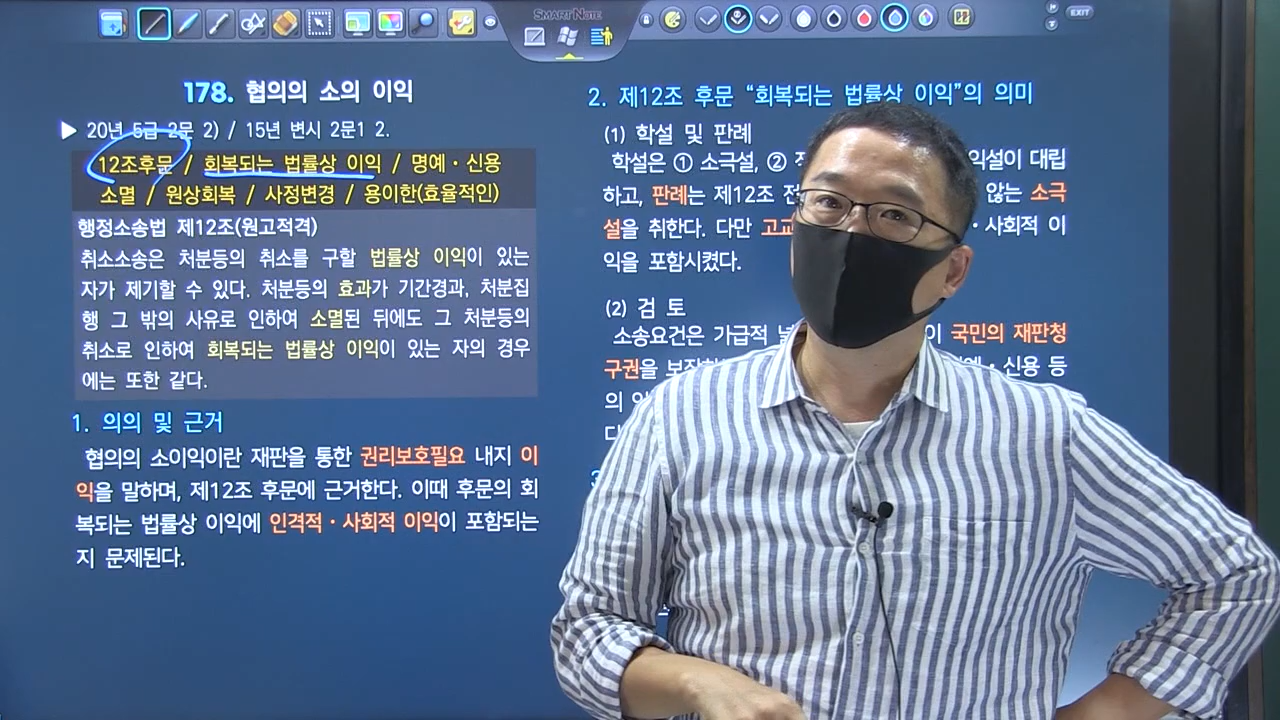 SMARTNOTE
EXIT
178. 협의의 소의 이익
▶ 20년 5급 2문 2) / 15년 변시 2문1 2.
12조후문 / 회복되는 법률상 이익 / 명예·신용
소멸 / 원상회복 / 사정변경 / 용이한(효율적인)
행정소송법 제12조(원고적격)
취소소송은 처분등의 취소를 구할 법률상 이익이 있는
자가 제기할 수 있다. 처분등의 효과가 기간경과, 처분집
행 그 밖의 사유로 인하여 소멸된 뒤에도 그 처분등의
취소로 인하여 회복되는 법률상 이익이 있는 자의 경우
에는 또한 같다.
1. 의의 및 근거
협의의 소이익이란 재판을 통한 권리보호필요 내지 이
익을 말하며, 제12조 후문에 근거한다. 이때 후문의 회
복되는 법률상 이익에 인격적·사회적 이익이 포함되는
지 문제된다.
2. 제12조 후문 “회복되는 법률상 이익”의 의미
(1) 학설 및 판례
학설은 ① 소극설, ② 익설이 대립
하고, 판례는 제12조 않는 소극
설을 취한다. 다만 ·사회적 이
익을 포함시켰다.
(2) 검 토
소송요건은 가급적 이 국민의 재판청
구권을 ·신용 등
의